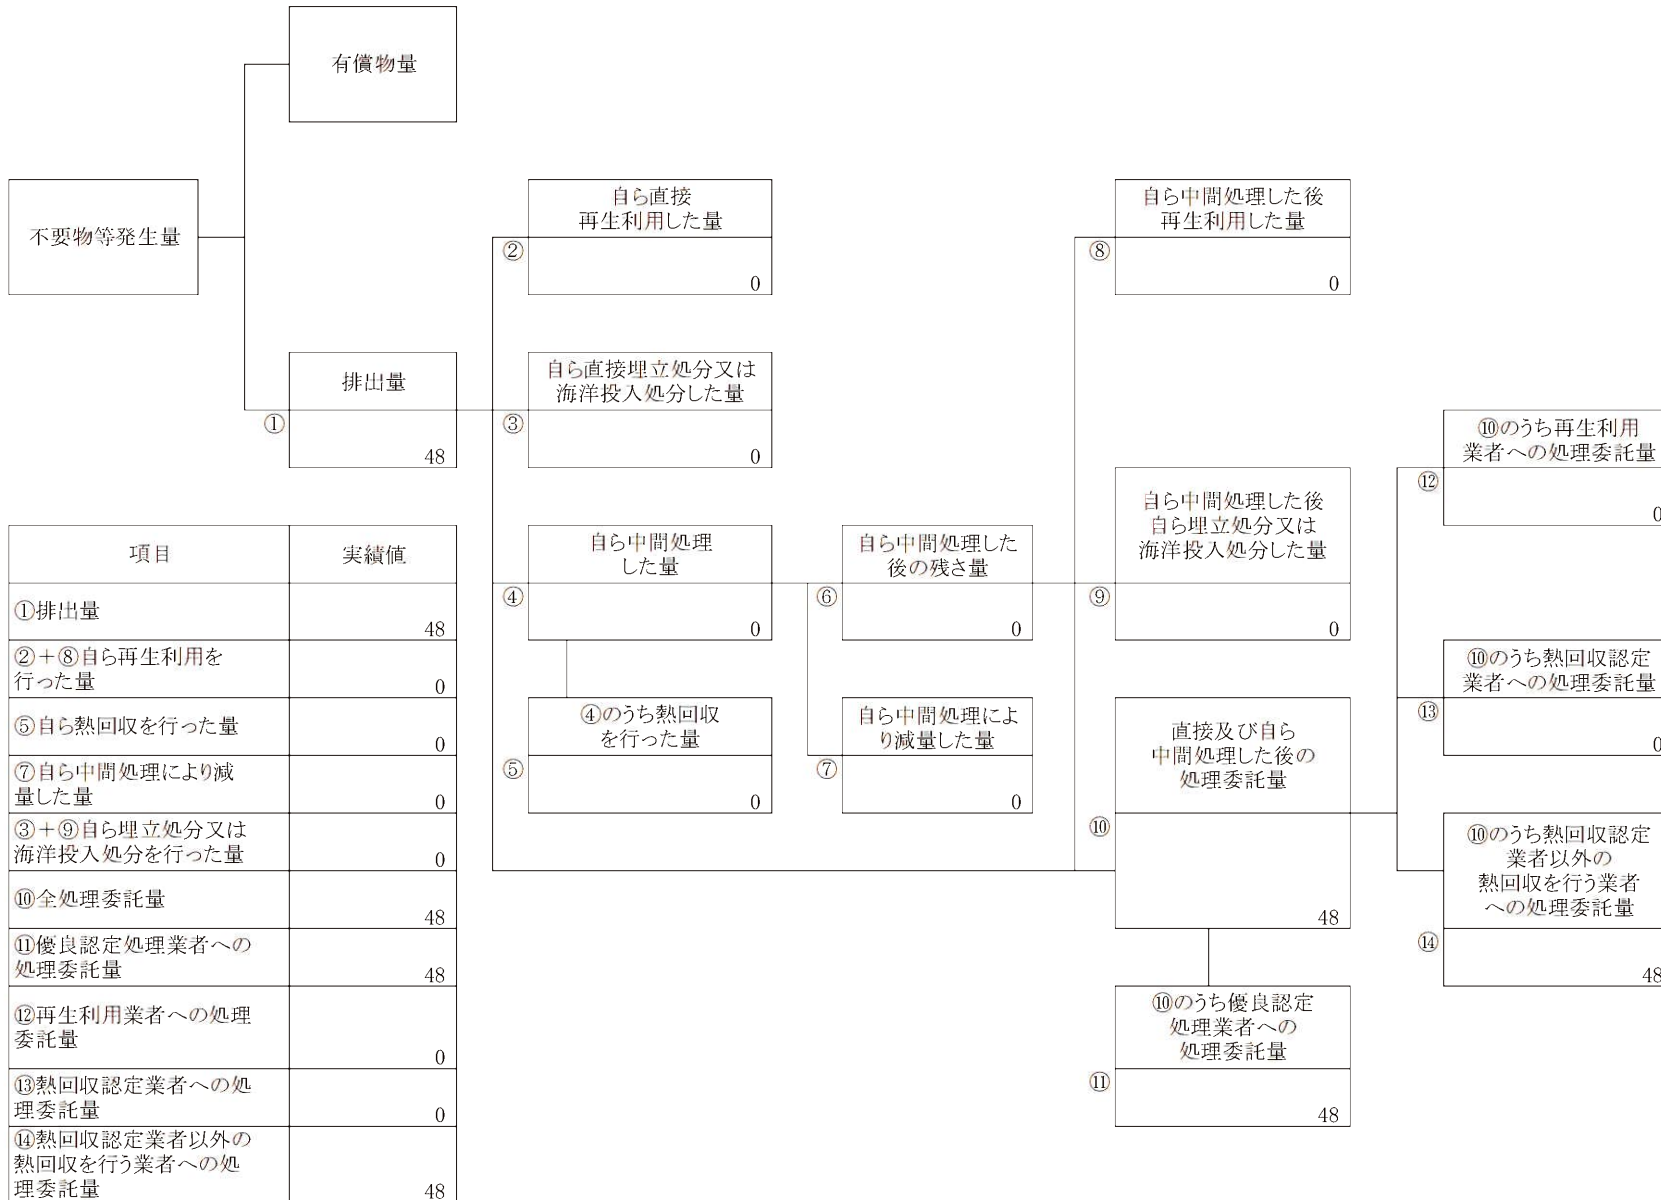 有償物量
不要物等発生量
排出量
①
48
自ら直接
再生利用した量
②
0
自ら直接埋立処分又は
海洋投入処分した量
③
0
自ら中間処理
した量
④
0
④のうち熱回収
を行った量
⑤
0
自ら中間処理した
後の残さ量
⑥
0
自ら中間処理によ
り減量した量
⑦
0
自ら中間処理した後
再生利用した量
⑧
0
自ら中間処理した後
自ら埋立処分又は
海洋投入処分した量
⑨
0
直接及び自ら
中間処理した後の
処理委託量
⑩
48
⑩のうち優良認定
処理業者への
処理委託量
⑪
48
⑩のうち再生利用
業者への処理委託量
⑫
0
⑩のうち熱回収認定
業者への処理委託量
⑬
0
⑩のうち熱回収認定
業者以外の
熱回収を行う業者
への処理委託量
⑭
48
項目 実績値
①排出量
48
②+⑧自ら再生利用を
行った量
0
⑤自ら熱回収を行った量
0
⑦自ら中間処理により減
量した量
0
③+⑨自ら埋立処分又は
海洋投入処分を行った量
0
⑩全処理委託量
48
⑪優良認定処理業者への
処理委託量
48
⑫再生利用業者への処理
委託量
0
⑬熱回収認定業者への処
理委託量
0
⑭熱回収認定業者以外の
熱回収を行う業者への処
理委託量
48